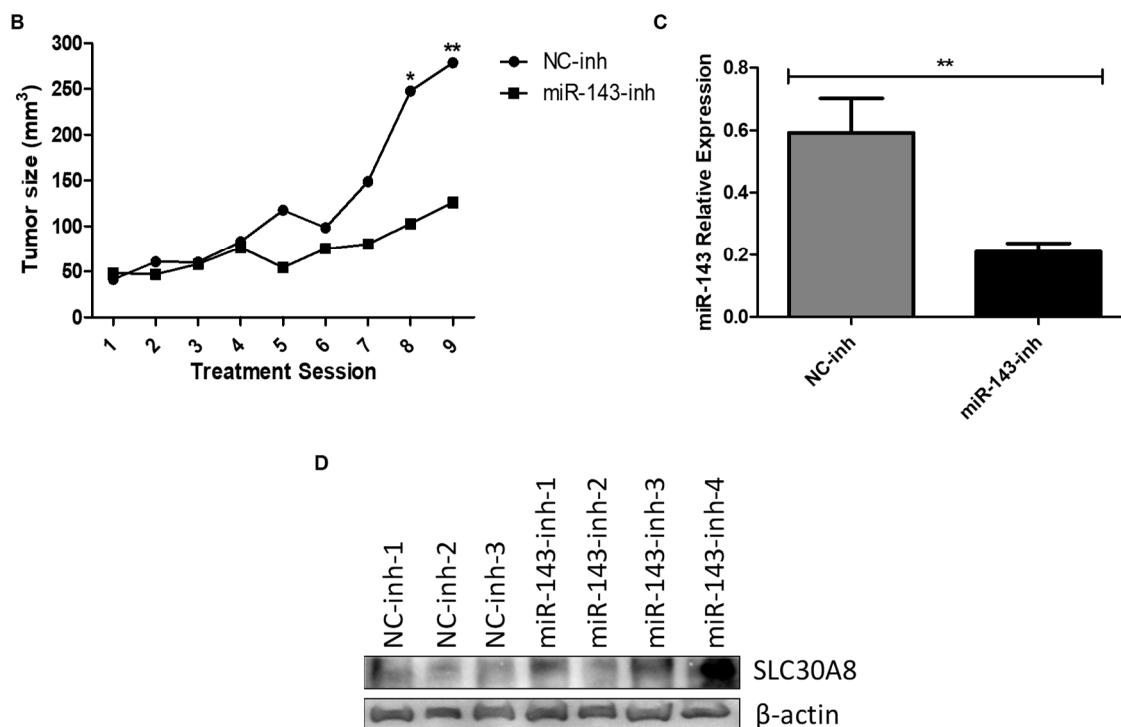 B
300
250
200
150
100
50
0
Tumor size (mm³)
1 2 3 4 5 6 7 8 9
Treatment Session
*
**
NC-inh
miR-143-inh
C
**
0.8
0.6
0.4
0.2
0.0
miR-143 Relative Expression
NC-inh
miR-143-inh
D
NC-inh-1
NC-inh-2
NC-inh-3
miR-143-inh-1
miR-143-inh-2
miR-143-inh-3
miR-143-inh-4
SLC30A8
β-actin